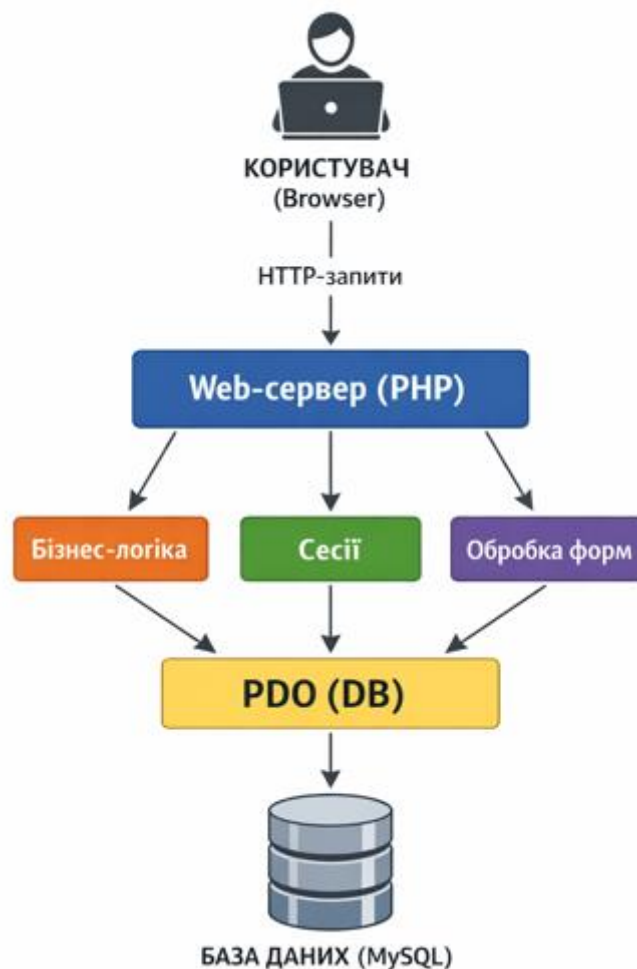 КОРИСТУВАЧ
(Browser)
HTTP-запити
Web-сервер (PHP)
Бізнес-логіка
Сесії
Обробка форм
PDO (DB)
БАЗА ДАНИХ (MySQL)